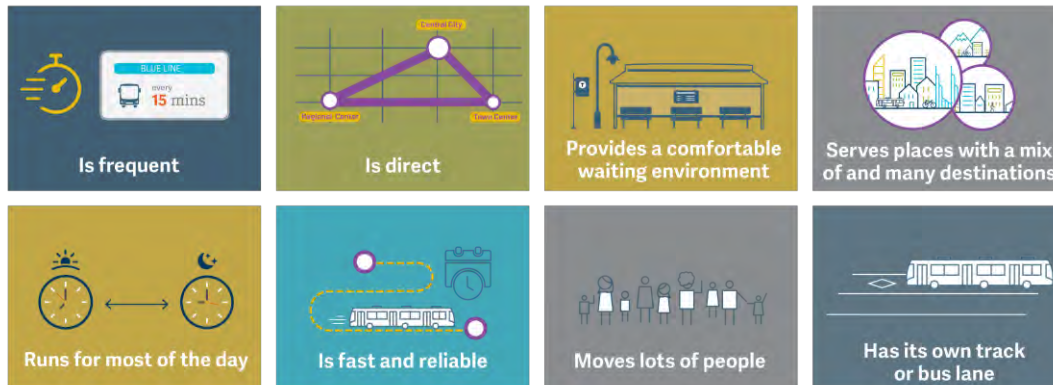 BLUE LINE
every
15 mins
Is frequent
Central City
Regional Center
Town Center
Is direct
T
Provides a comfortable
waiting environment
Serves places with a mix
of and many destinations
Runs for most of the day
Is fast and reliable
Moves lots of people
Has its own track
or bus lane